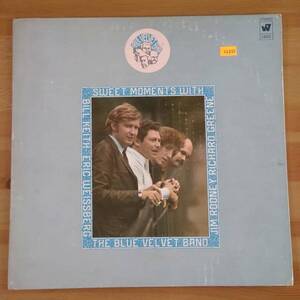 SWEET MOMENTS WITH
BILL KEITH ERIC WEISSBERG
JIM ROONEY RICHARD GREENE
THE BLUE VELVET BAND